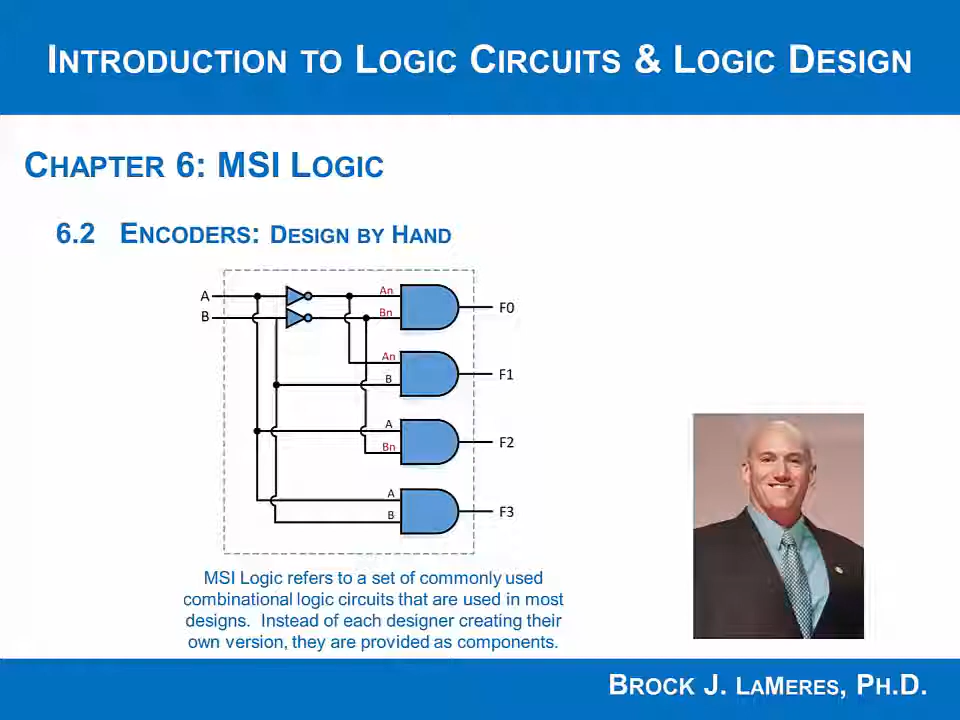 INTRODUCTION TO LOGIC CIRCUITS & LOGIC DESIGN
CHAPTER 6: MSI LOGIC
6.2 ENCODERS: DESIGN BY HAND
A
B
An
Bn
F0
An
B
F1
A
Bn
F2
A
B
F3
MSI Logic refers to a set of commonly used
combinational logic circuits that are used in most
designs. Instead of each designer creating their
own version, they are provided as components.
BROCK J. LAMERES, PH.D.